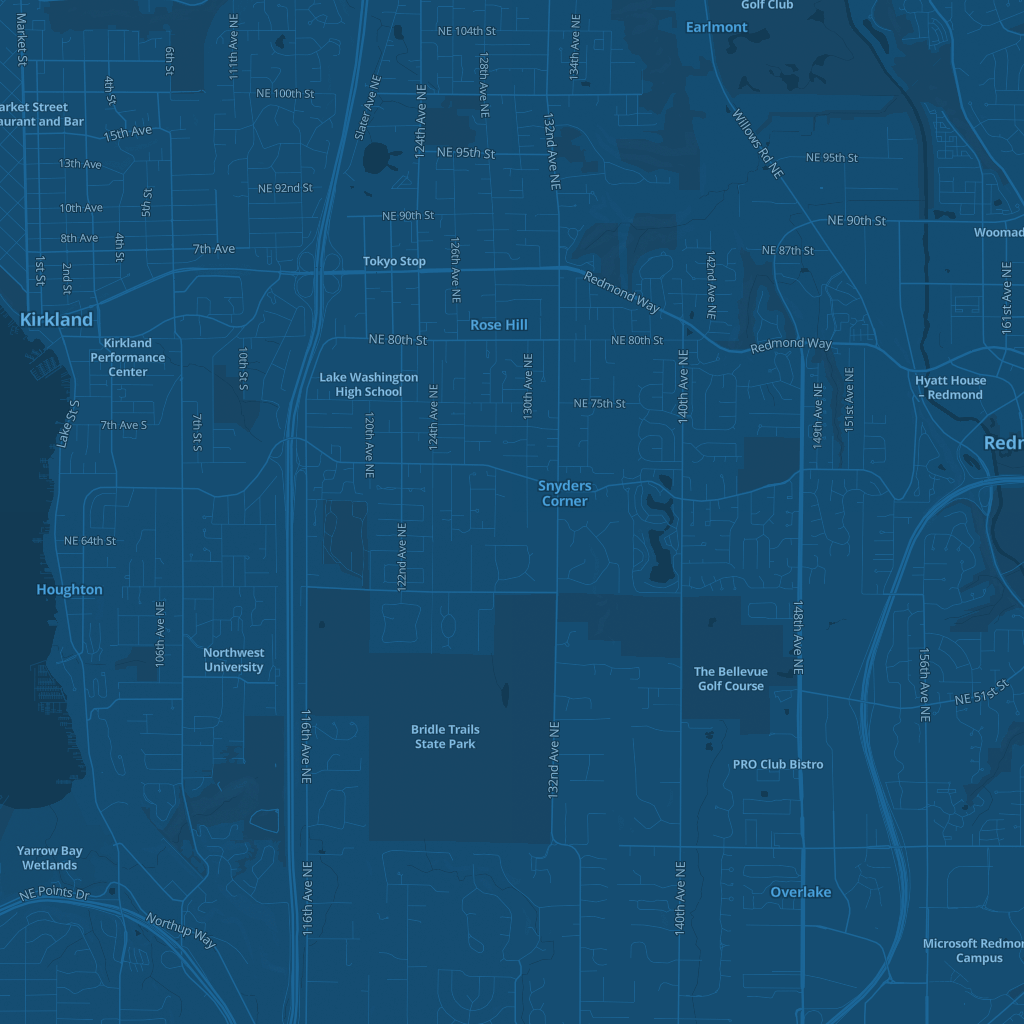 Golf Club
Earlmont
Market St
111th Ave NE
6th St
NE 104th St
134th Ave NE
128th Ave NE
4th St
NE 100th St
Slater Ave NE
124th Ave NE
132nd Ave NE
Willows Rd NE
arket Street
aurant and Bar
15th Ave
13th Ave
NE 95th St
NE 95th St
NE 92nd St
5th St
10th Ave
NE 90th St
NE 90th St
Woomad
8th Ave
4th St
7th Ave
NE 87th St
1st St
2nd St
Tokyo Stop
126th Ave NE
142nd Ave NE
161st Ave NE
Redmond Way
Kirkland
Rose Hill
NE 80th St
NE 80th St
Redmond Way
Kirkland
Performance
Center
10th St S
Lake Washington
High School
130th Ave NE
140th Ave NE
Hyatt House
– Redmond
149th Ave NE
151st Ave NE
NE 75th St
Lake St S
7th Ave S
7th St S
120th Ave NE
124th Ave NE
Redm
Snyders
Corner
NE 64th St
122nd Ave NE
Houghton
106th Ave NE
148th Ave NE
Northwest
University
The Bellevue
Golf Course
156th Ave NE
NE 51st St
116th Ave NE
Bridle Trails
State Park
132nd Ave NE
PRO Club Bistro
Yarrow Bay
Wetlands
NE Points Dr
Northup Way
116th Ave NE
140th Ave NE
Overlake
Microsoft Redmon
Campus